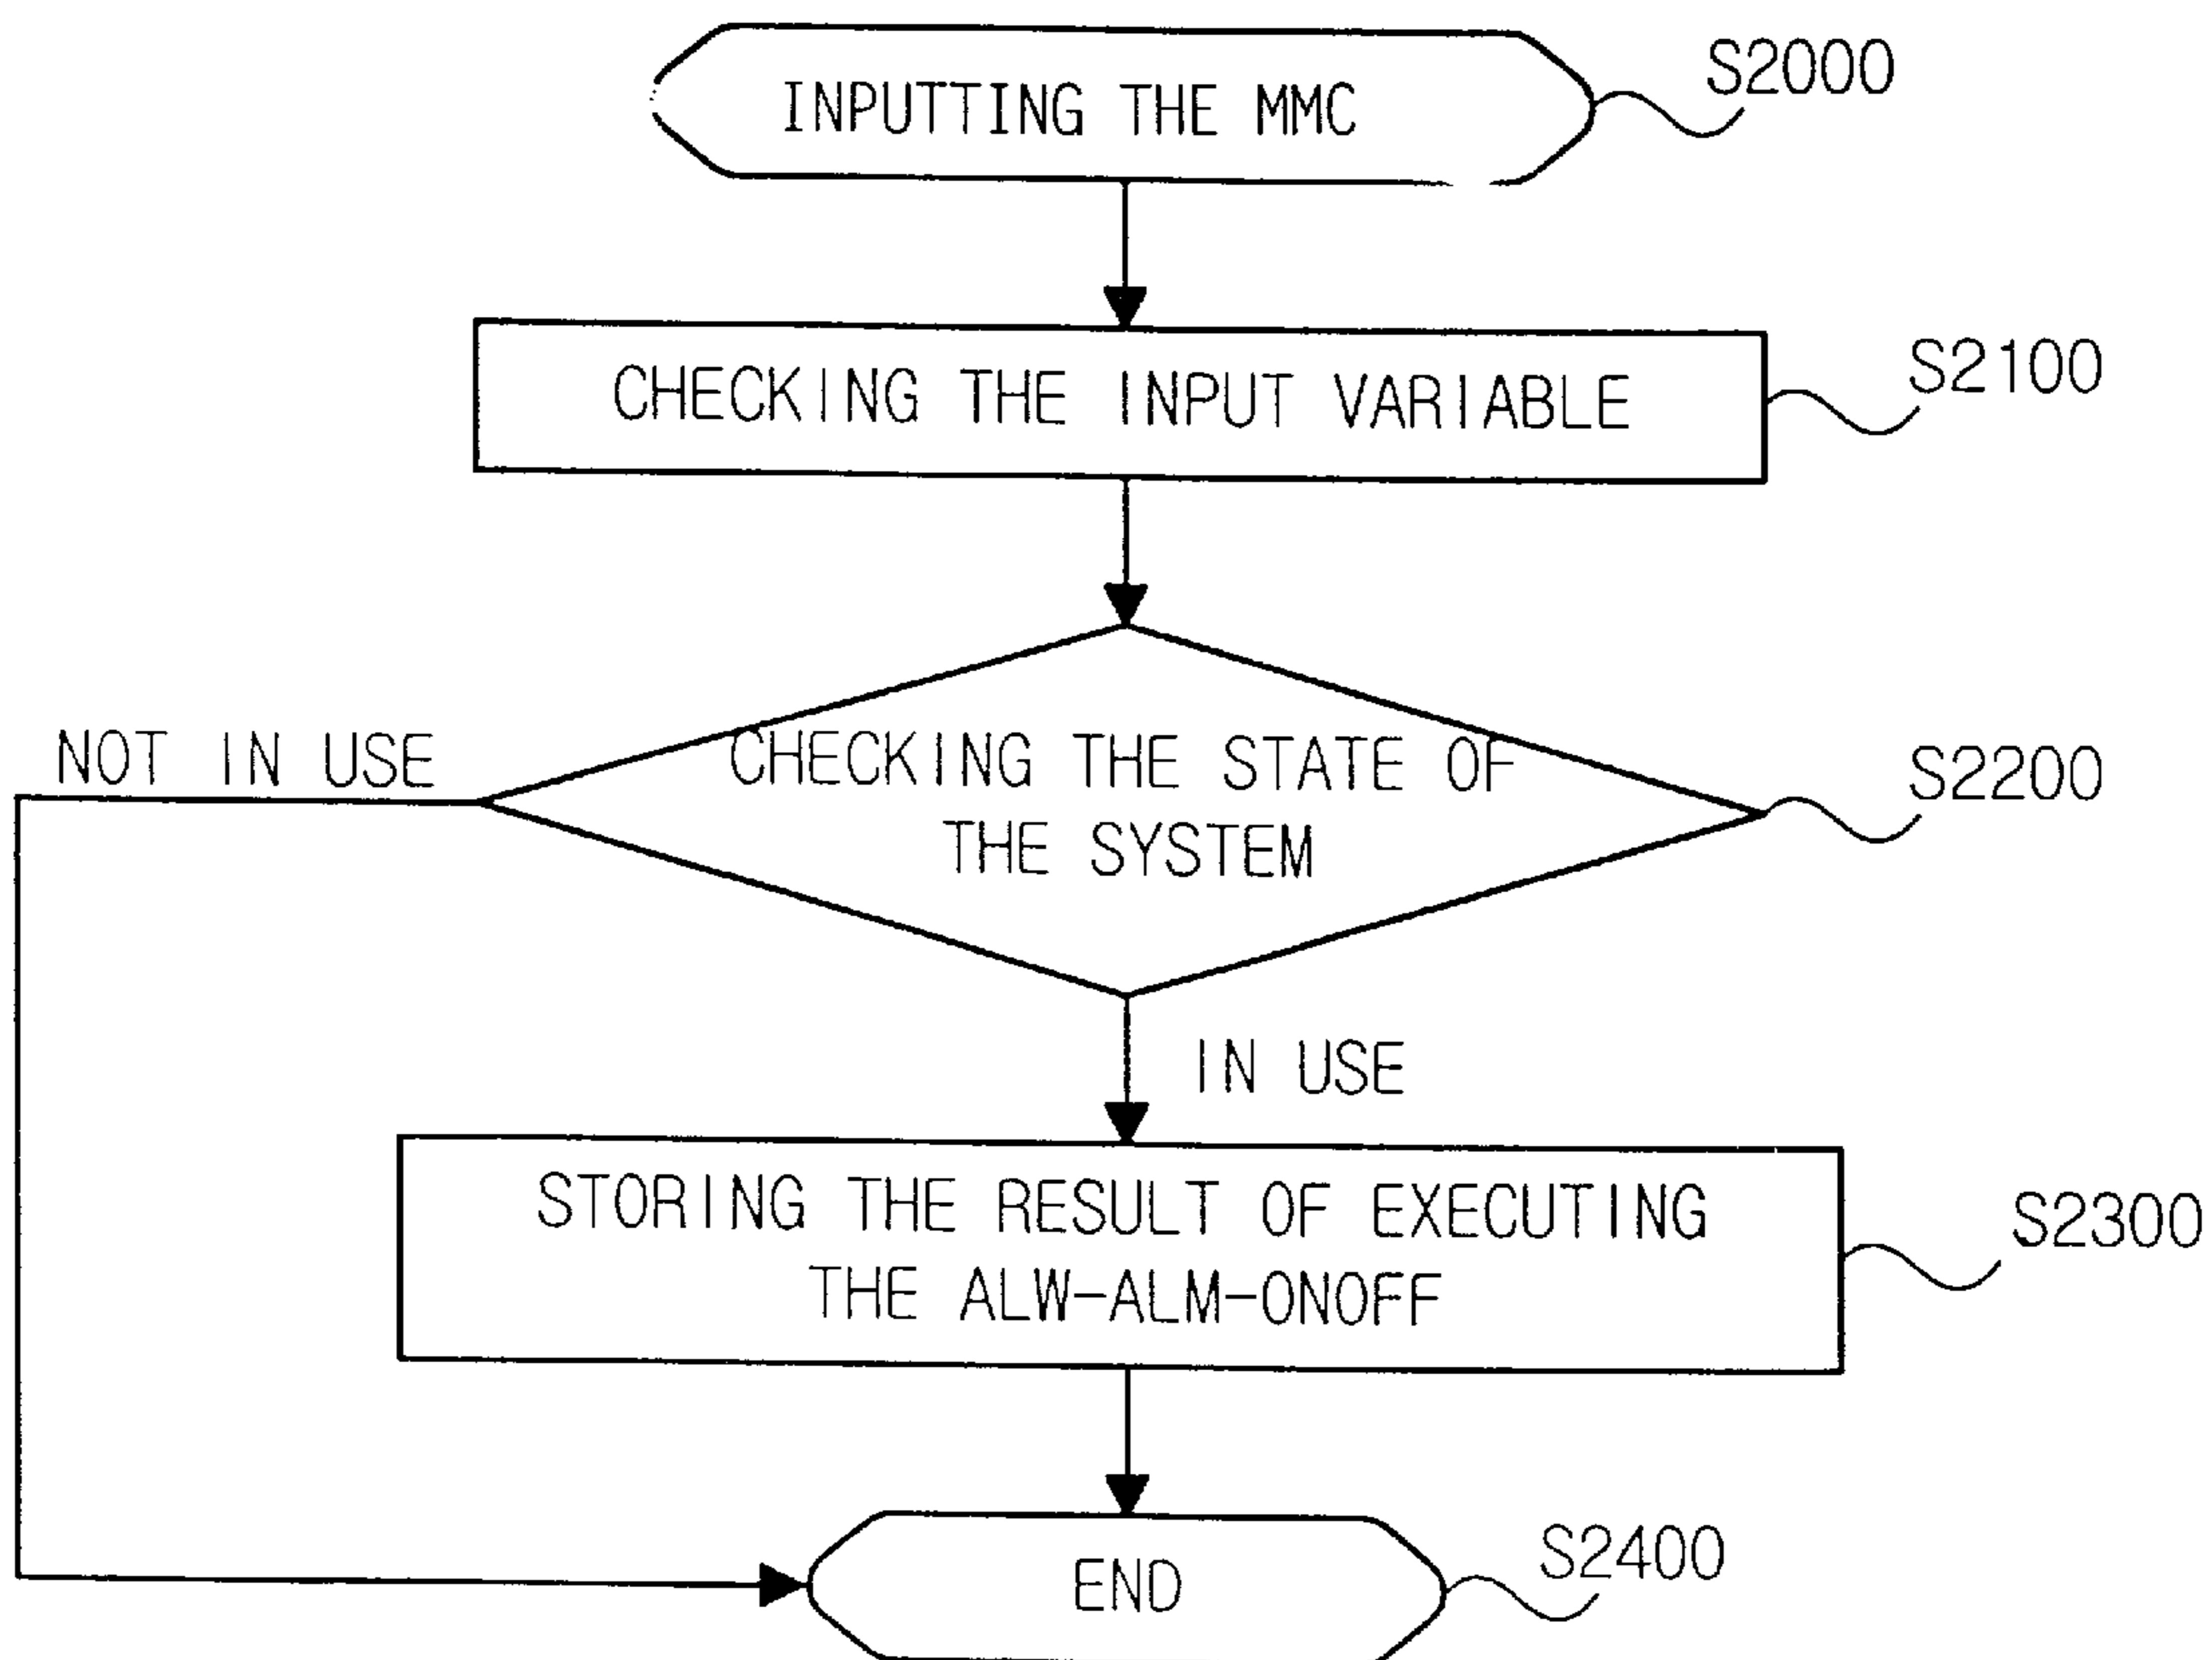 INPUTTING THE MMC
S2000
CHECKING THE INPUT VARIABLE
S2100
NOT IN USE
CHECKING THE STATE OF
THE SYSTEM
S2200
IN USE
STORING THE RESULT OF EXECUTING
THE ALW-ALM-ONOFF
S2300
END
S2400